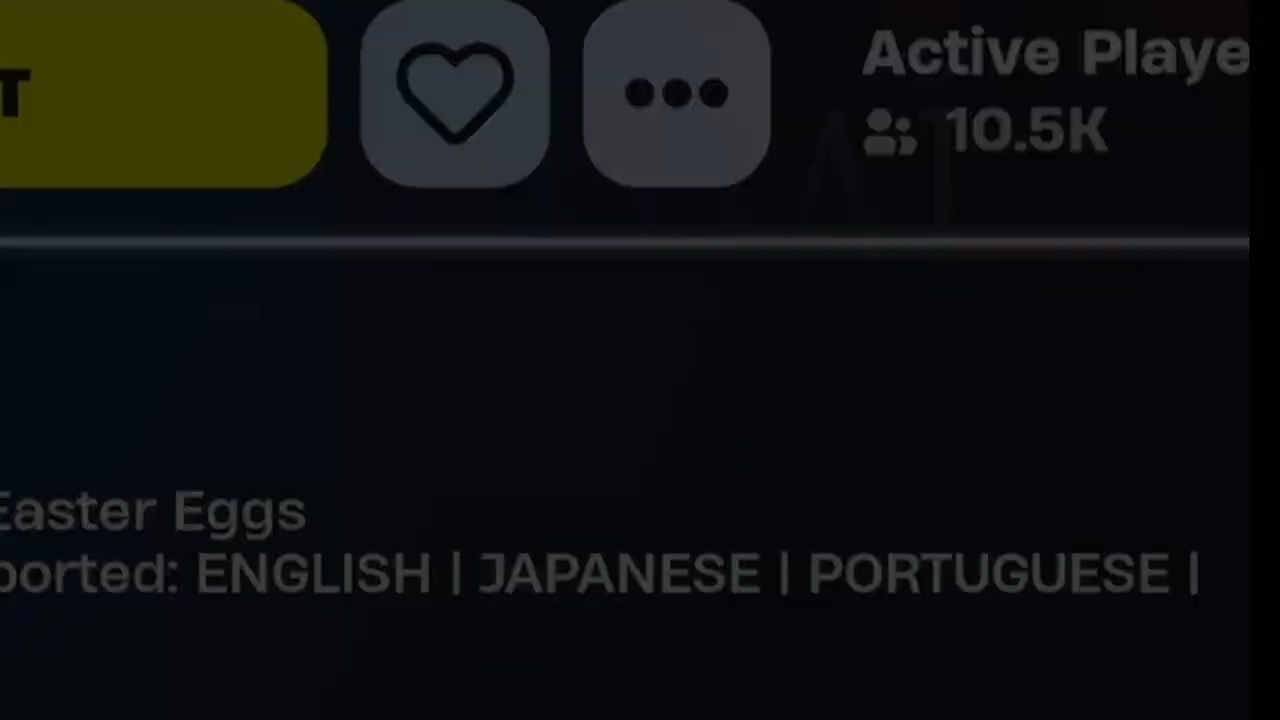 T
Active Playe
10.5K
Easter Eggs
ported: ENGLISH | JAPANESE | PORTUGUESE |